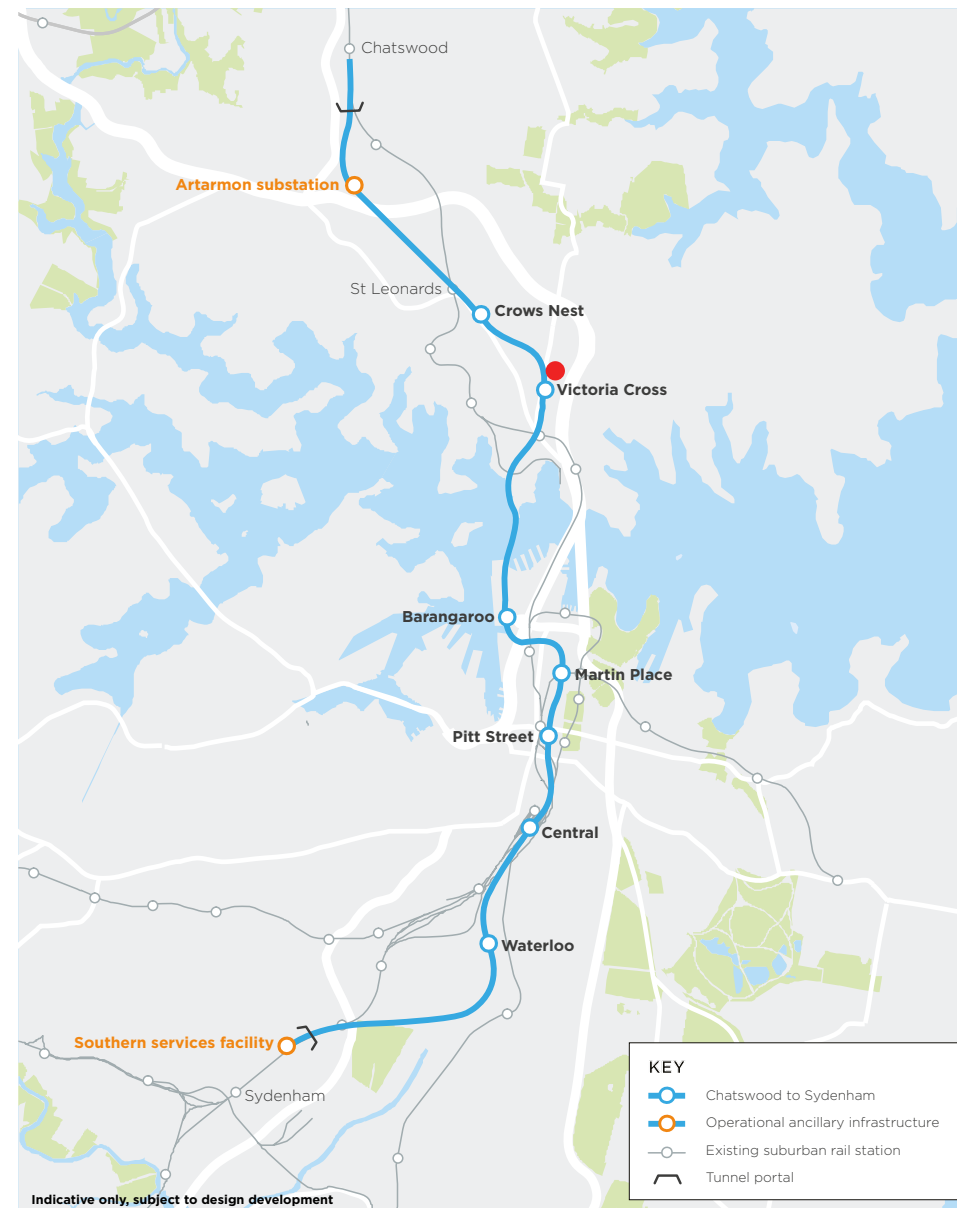 Chatswood
Artarmon substation
St Leonards
Crows Nest
Victoria Cross
Barangaroo
Martin Place
Pitt Street
Central
Waterloo
Southern services facility
Sydenham
KEY
Chatswood to Sydenham
Operational ancillary infrastructure
Existing suburban rail station
Tunnel portal
Indicative only, subject to design development